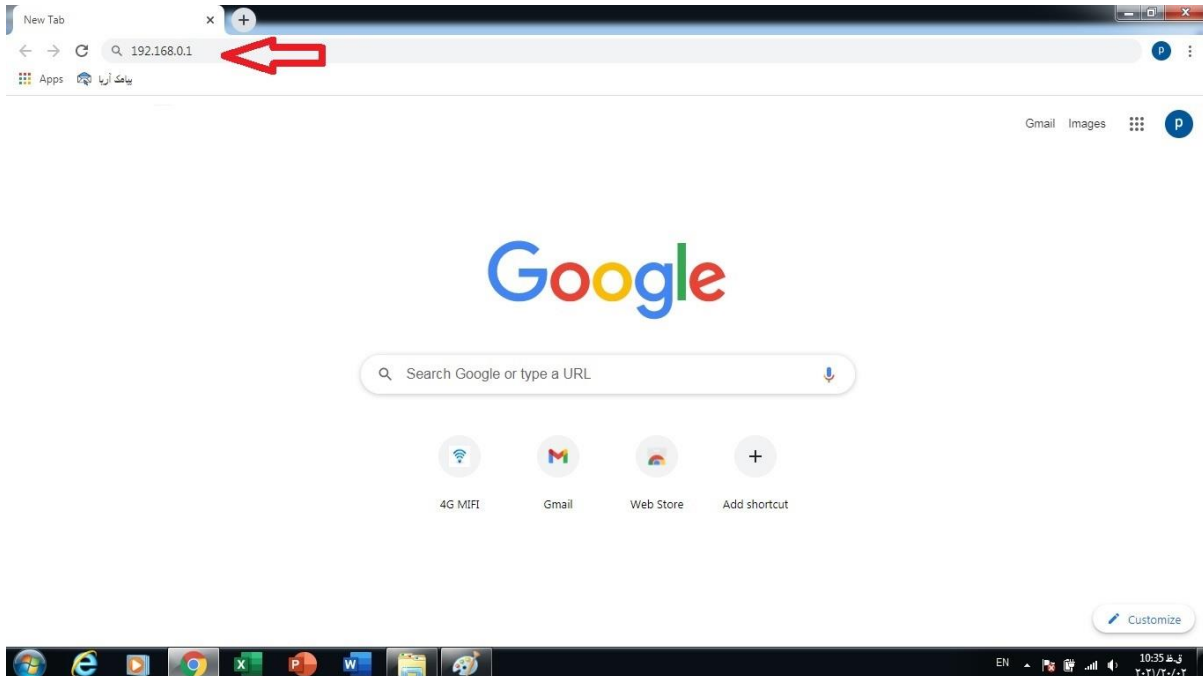 New Tab
192.168.0.1
Apps پیامک آریا
Gmail Images
P
Google
Search Google or type a URL
4G MIFI Gmail Web Store Add shortcut
Customize
EN
10:35 ق.ظ